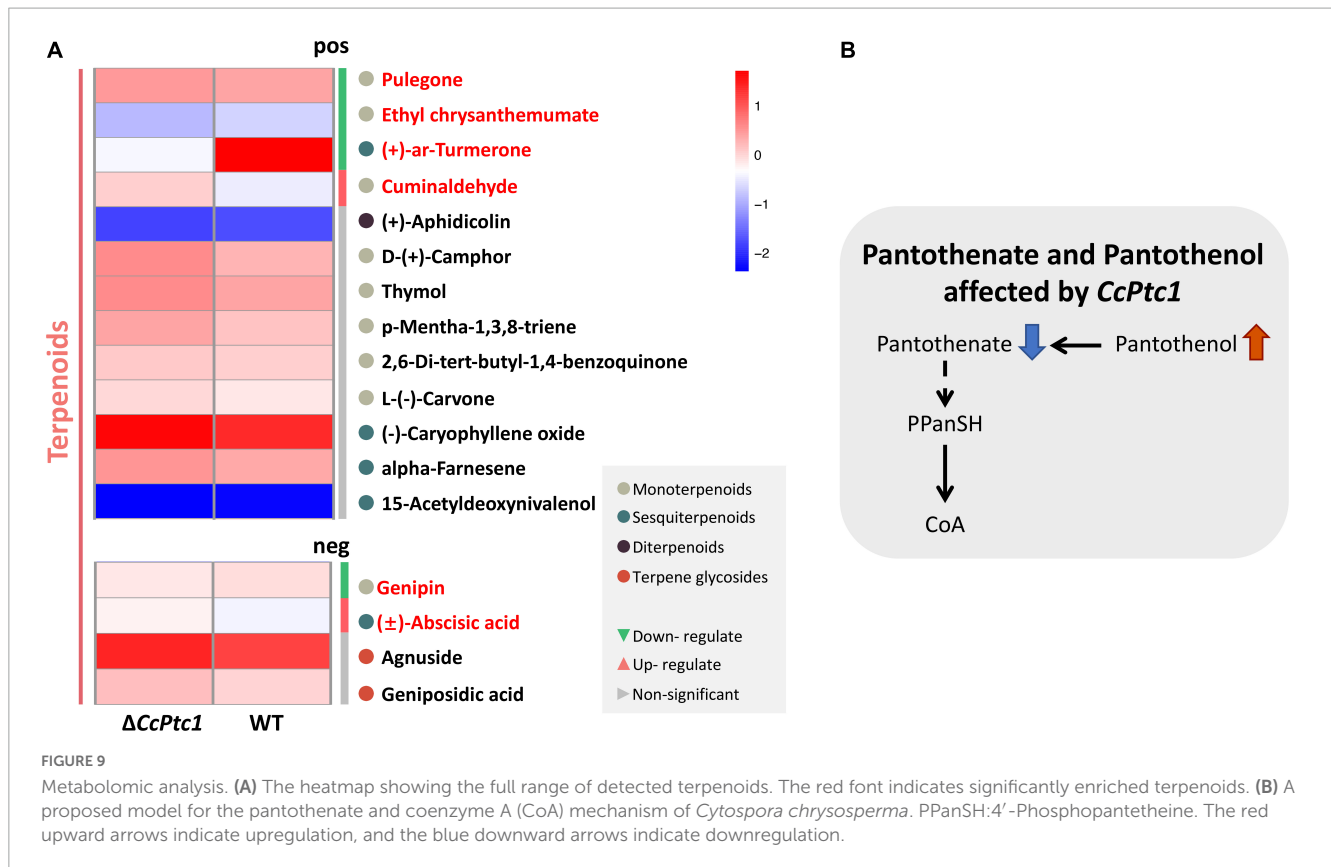 A
pos
Terpenoids
Pulegone
Ethyl chrysanthemumate
(+)-ar-Turmerone
Cuminaldehyde
(+)-Aphidicolin
D-(+)-Camphor
Thymol
p-Mentha-1,3,8-triene
2,6-Di-tert-butyl-1,4-benzoquinone
L-(-)-Carvone
(-)-Caryophyllene oxide
alpha-Farnesene
15-Acetyldeoxynivalenol
neg
Genipin
(±)-Abscisic acid
Agnuside
Geniposidic acid
ΔCcPtc1 WT
1
0
−1
−2
Monoterpenoids
Sesquiterpenoids
Diterpenoids
Terpene glycosides
Down- regulate
Up- regulate
Non-significant
B
Pantothenate and Pantothenol
affected by CcPtc1
Pantothenate Pantothenol
PPanSH
CoA
FIGURE 9
Metabolomic analysis. (A) The heatmap showing the full range of detected terpenoids. The red font indicates significantly enriched terpenoids. (B) A
proposed model for the pantothenate and coenzyme A (CoA) mechanism of Cytospora chrysosperma. PPanSH:4′-Phosphopantetheine. The red
upward arrows indicate upregulation, and the blue downward arrows indicate downregulation.